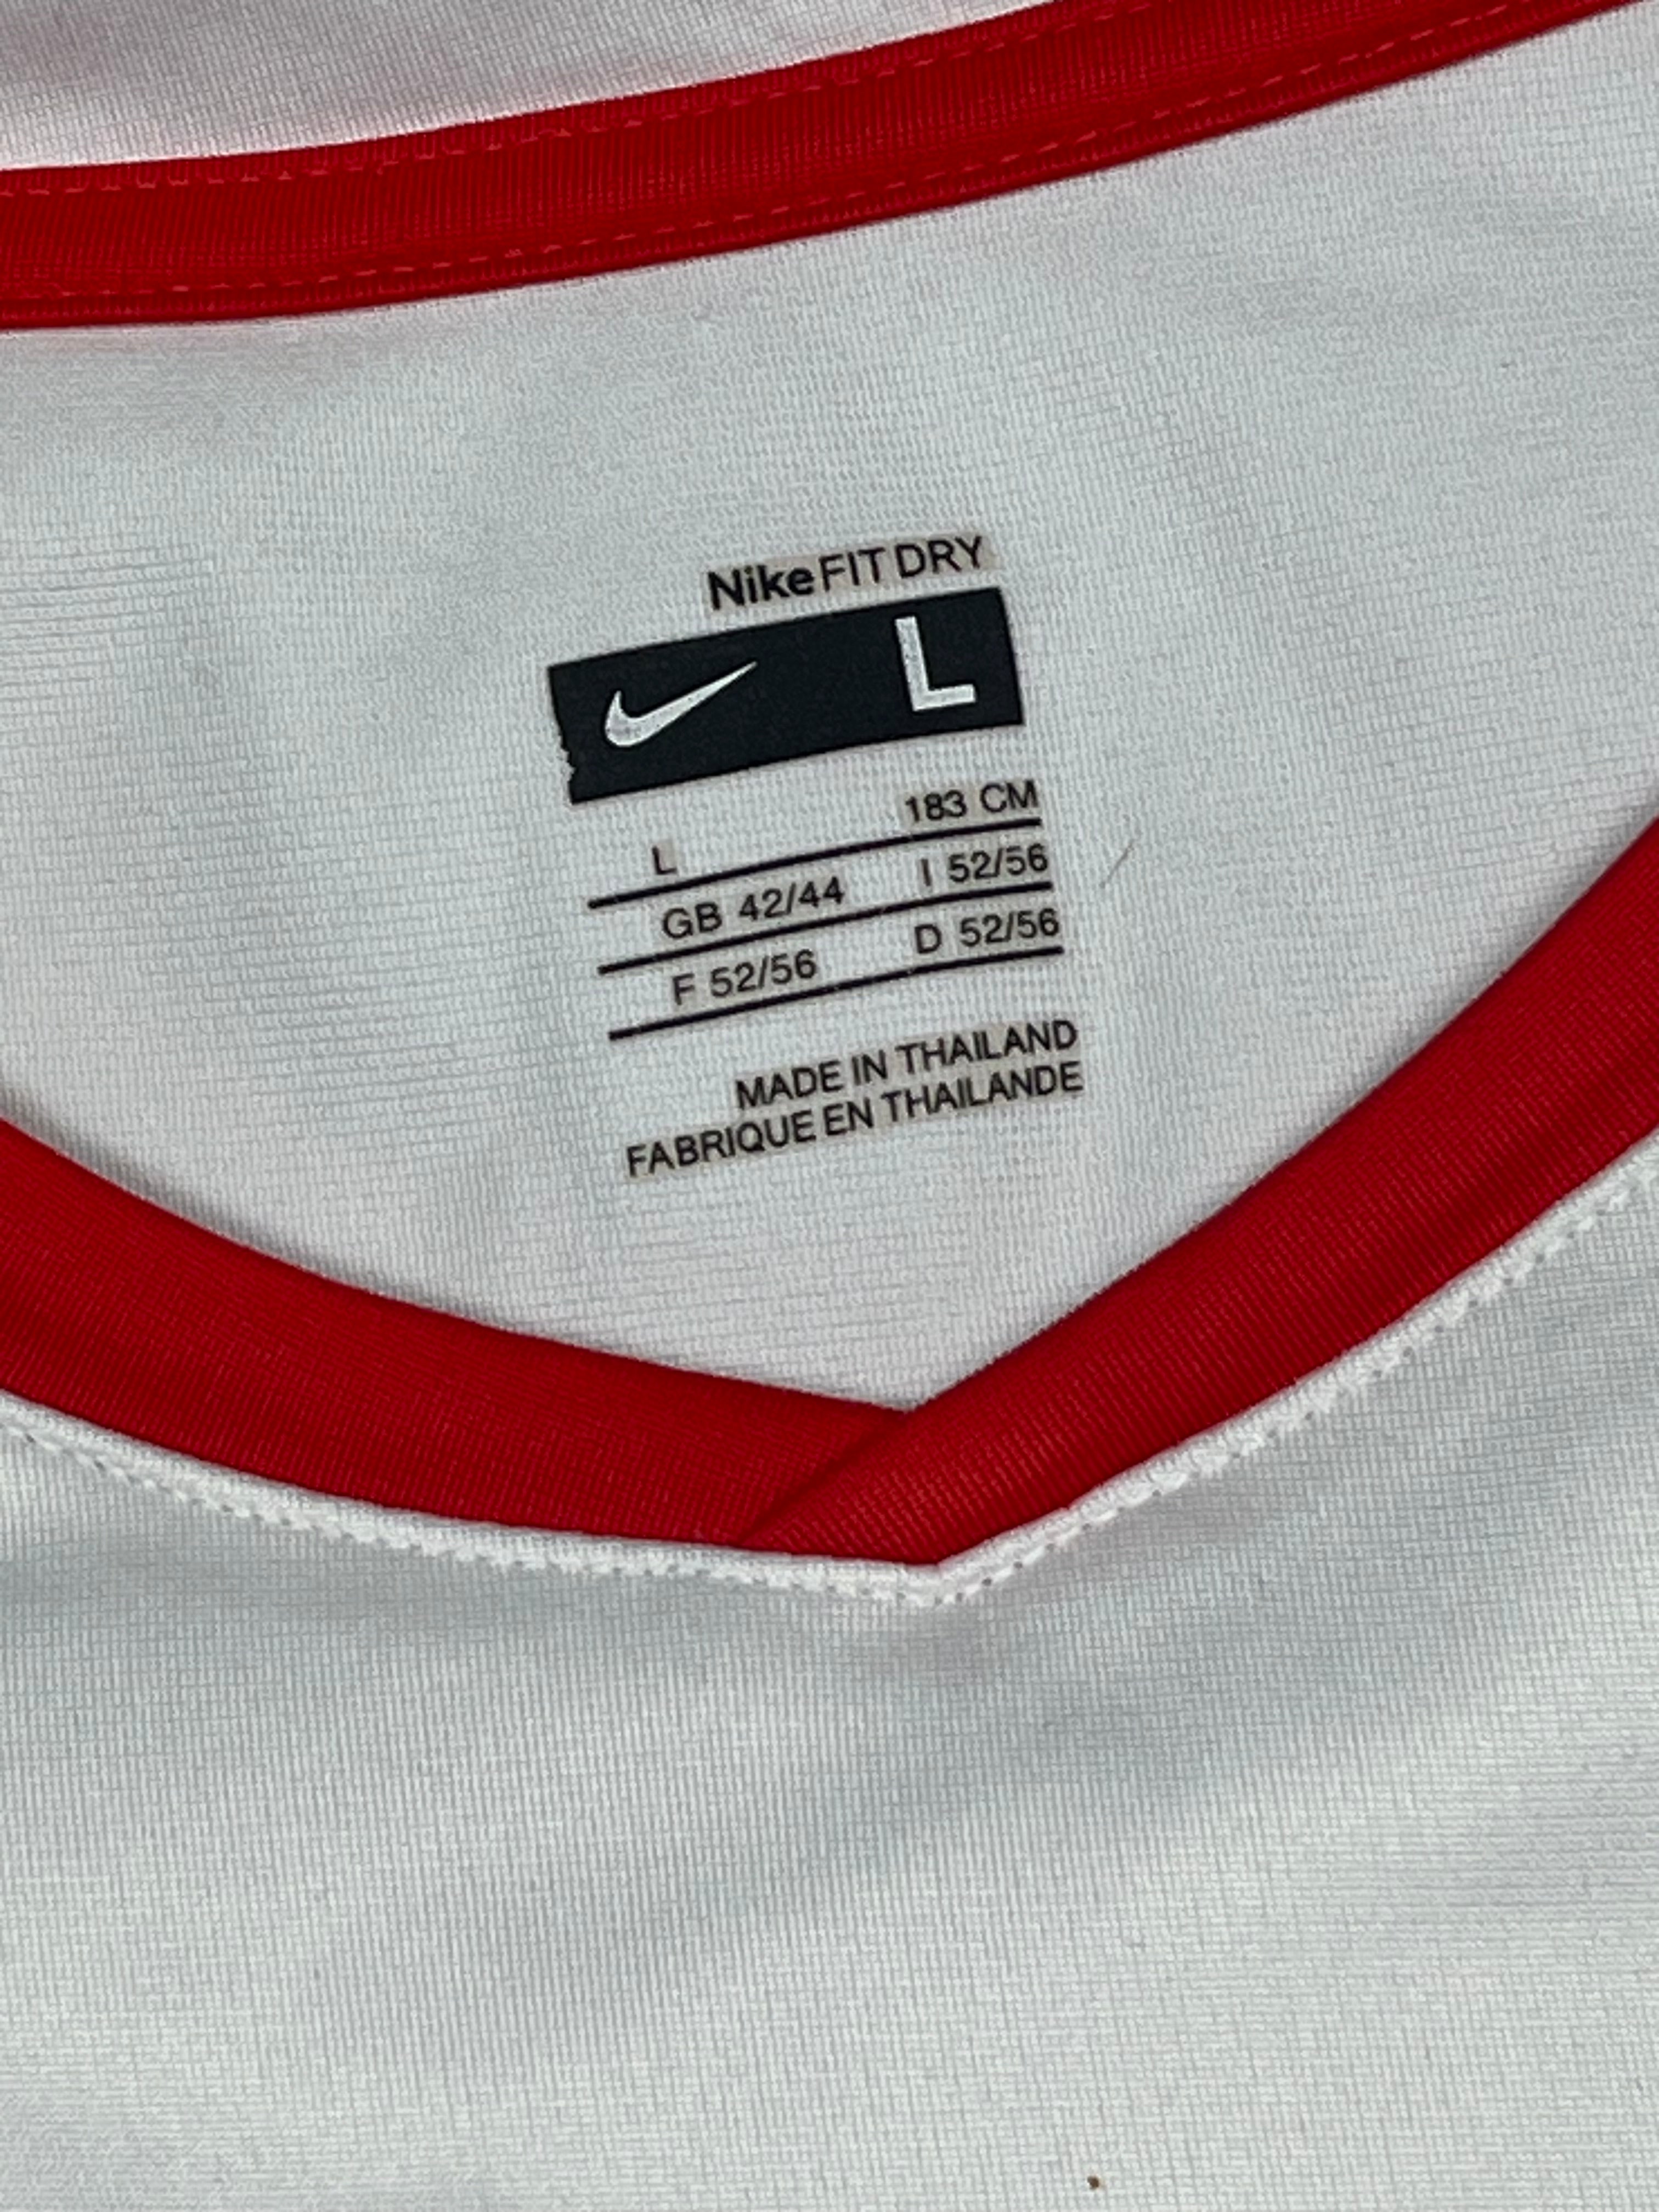 NikeFIT DRY
L
L 183 CM
GB 42/44 I 52/56
F 52/56 D 52/56
MADE IN THAILAND
FABRIQUE EN THAILANDE